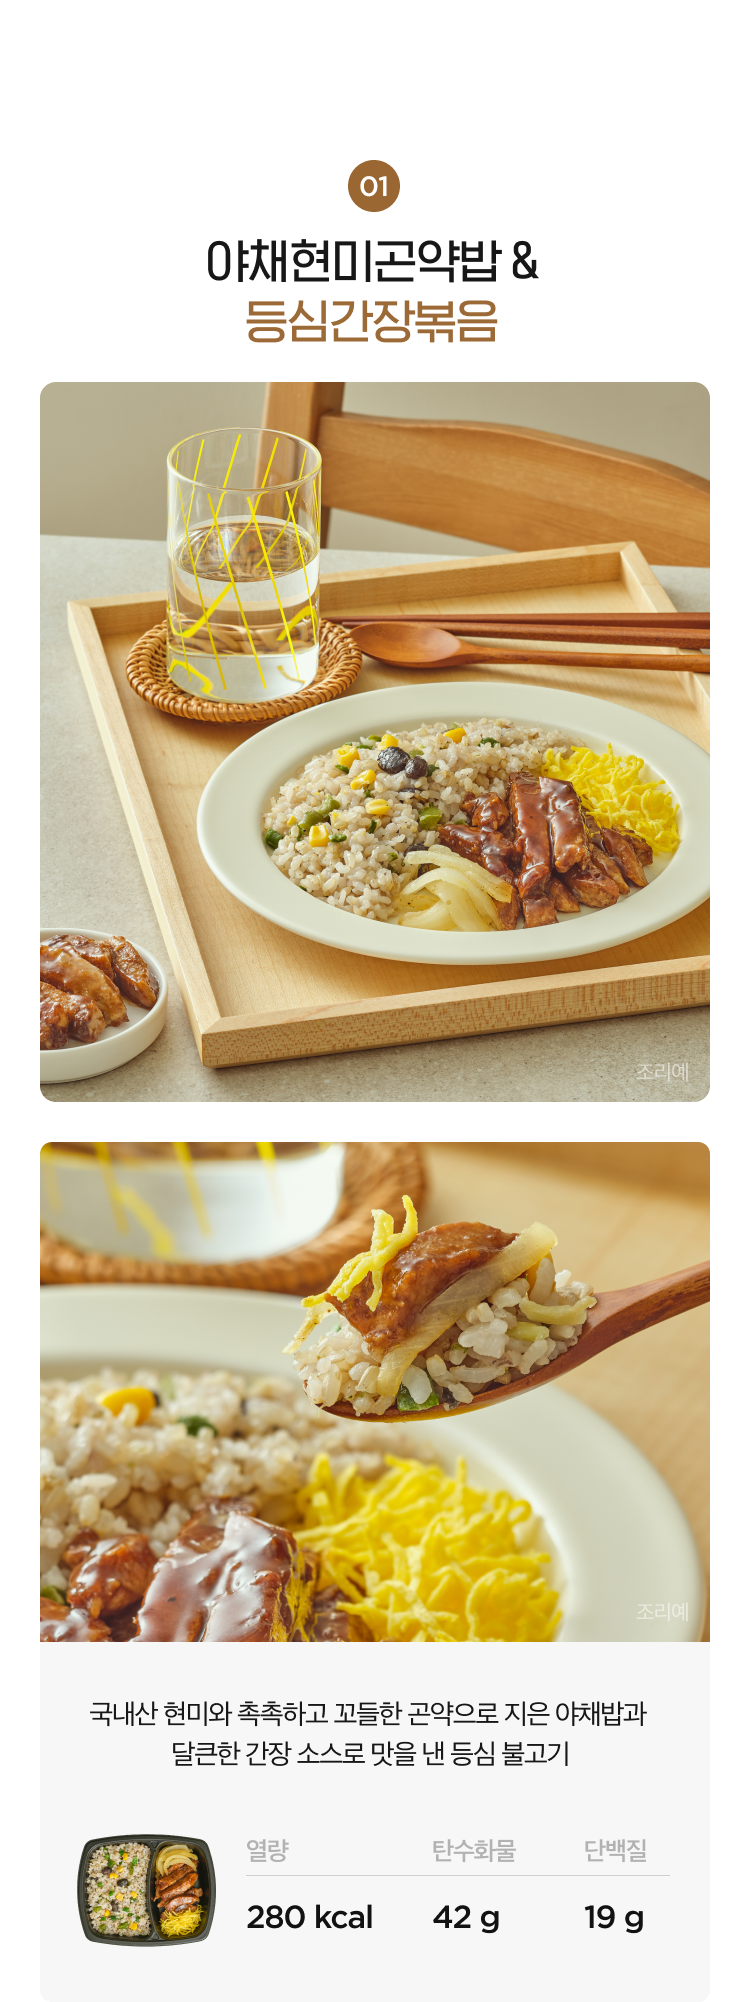 01
야채현미곤약밥 &
등심간장볶음
조리예
조리예
국내산 현미와 촉촉하고 꼬들한 곤약으로 지은 야채밥과
달큰한 간장 소스로 맛을 낸 등심 불고기
열량 탄수화물 단백질
280 kcal 42 g 19 g